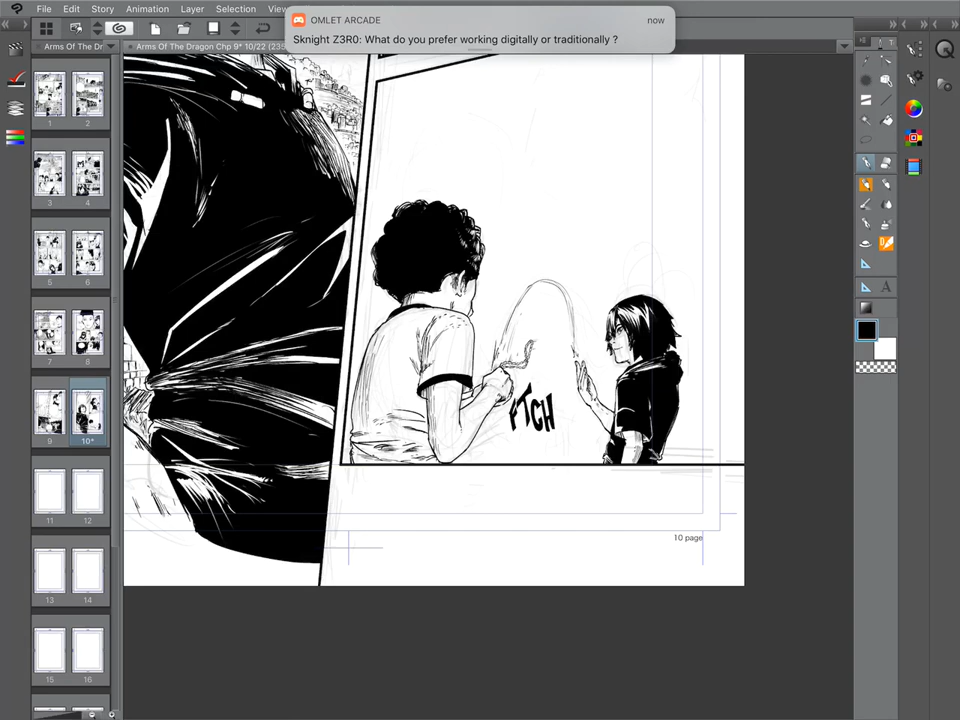 File Edit Story Animation Layer Selection
OMLET ARCADE
now
Sknight Z3R0: What do you prefer working digitally or traditionally ?
Arms Of The Dr
Arms Of The Dragon Chp 9* 10/22
1 2
3 4
5 6
7 8
9 10*
11 12
13 14
15 16
FTCH
10 page
A